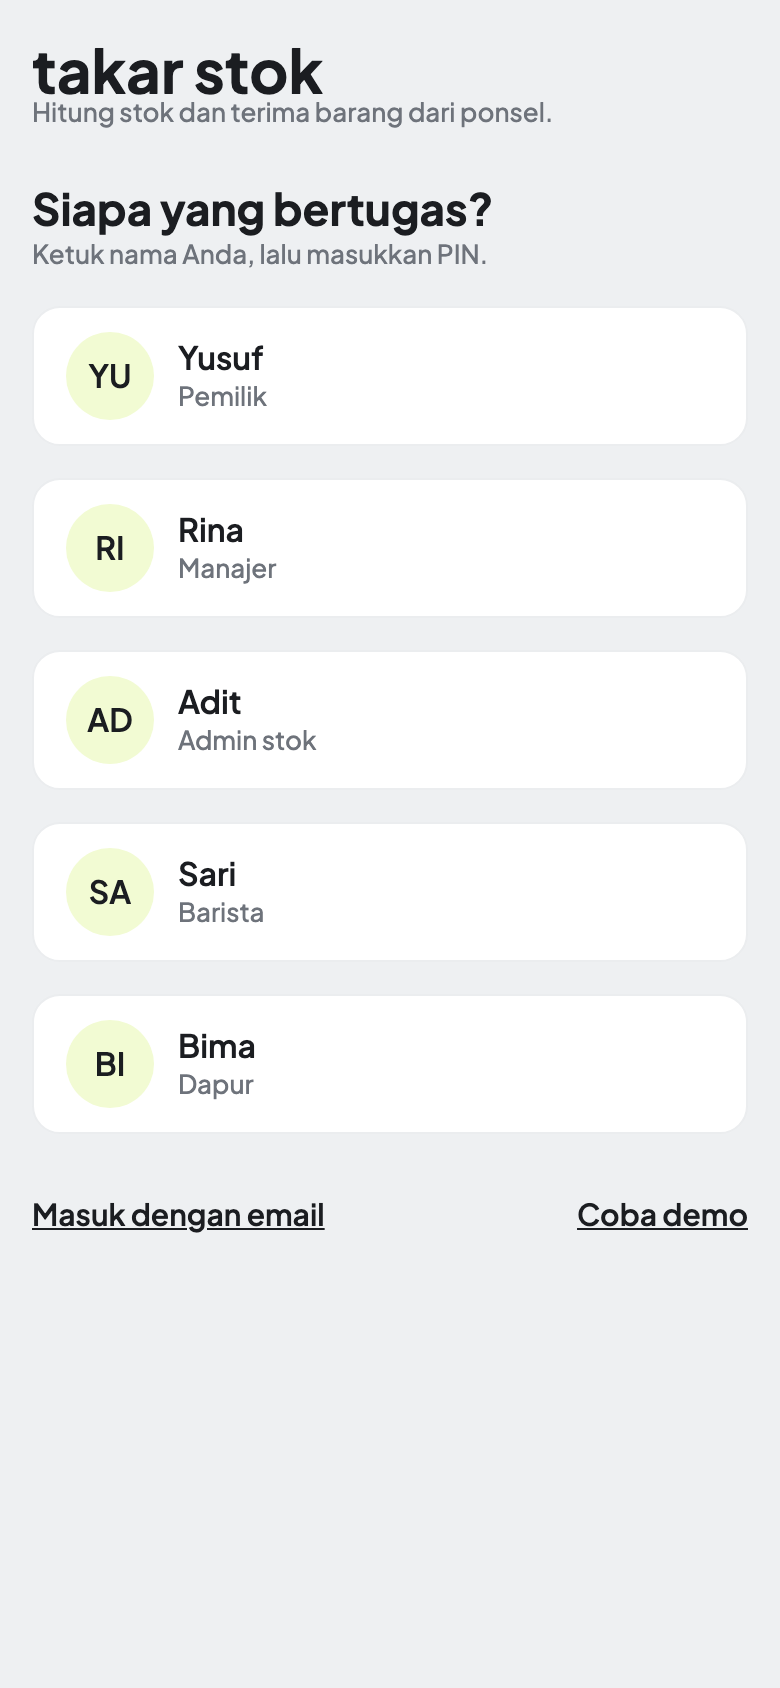 takar stok
Hitung stok dan terima barang dari ponsel.
Siapa yang bertugas?
Ketuk nama Anda, lalu masukkan PIN.
YU
Yusuf
Pemilik
RI
Rina
Manajer
AD
Adit
Admin stok
SA
Sari
Barista
BI
Bima
Dapur
Masuk dengan email
Coba demo